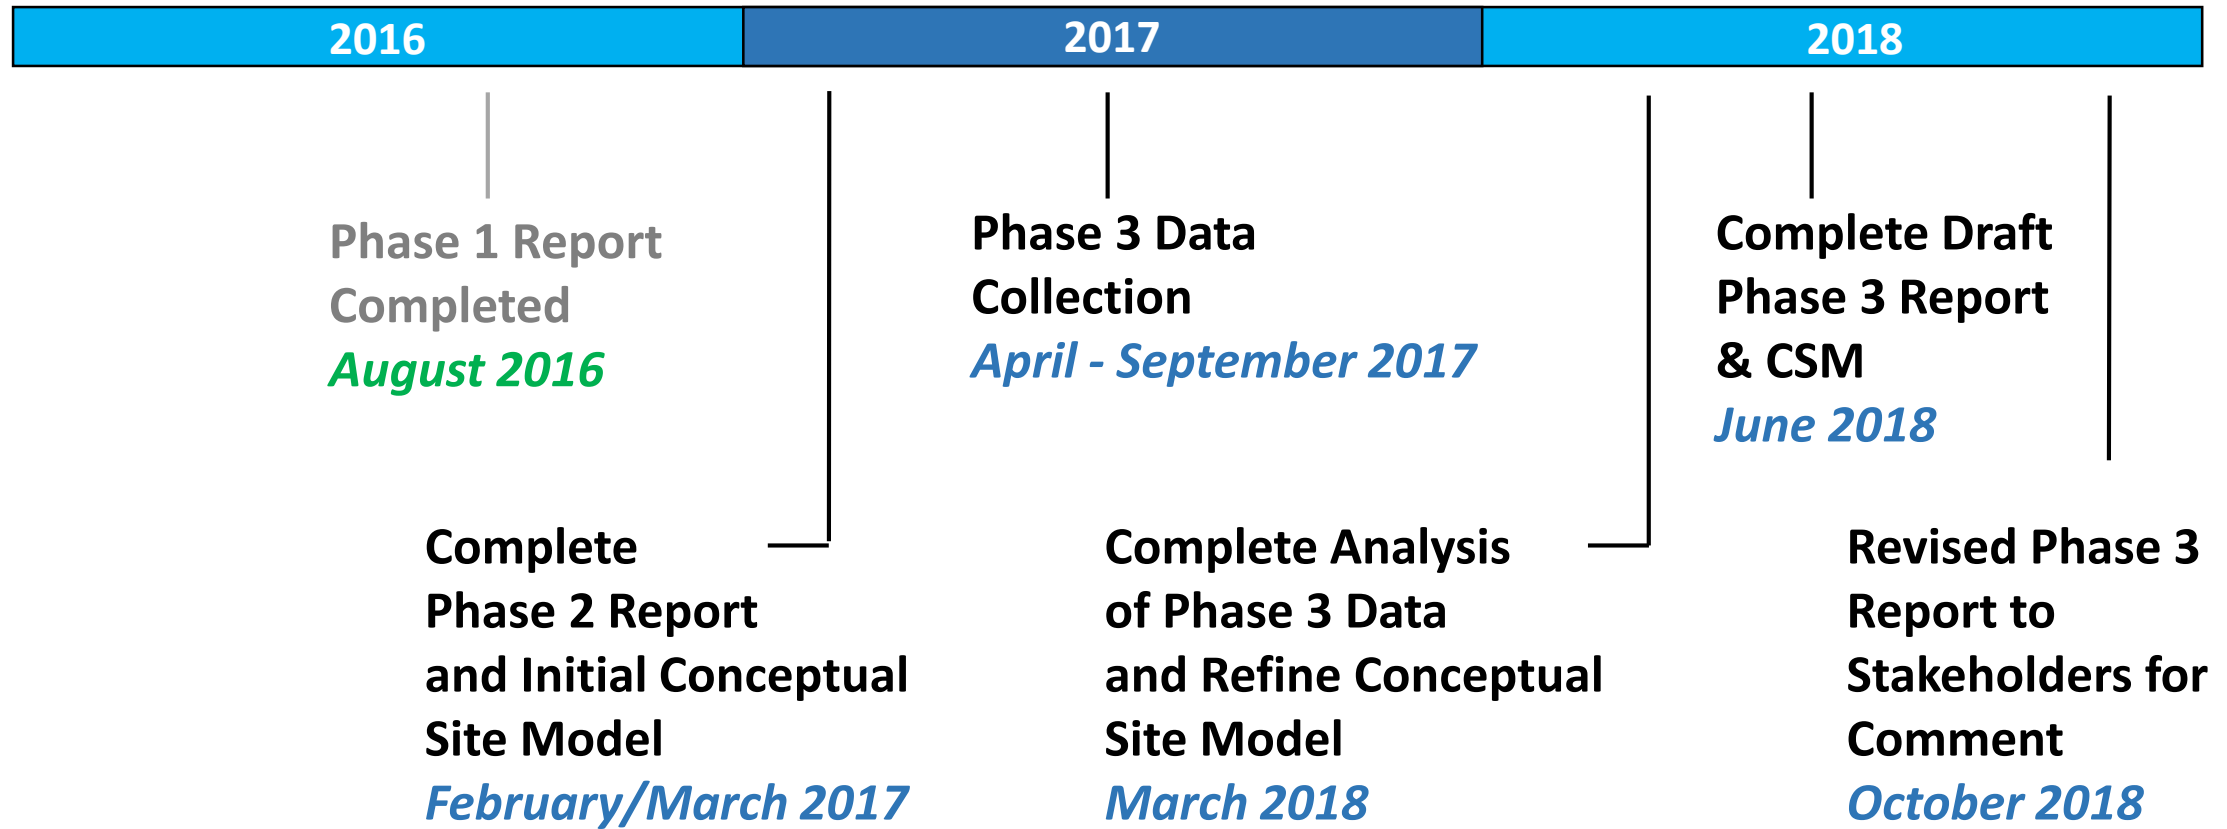 2016
2017
2018
Phase 1 Report
Completed
August 2016
Complete
Phase 2 Report
and Initial Conceptual
Site Model
February/March 2017
Phase 3 Data
Collection
April - September 2017
Complete Analysis
of Phase 3 Data
and Refine Conceptual
Site Model
March 2018
Complete Draft
Phase 3 Report
& CSM
June 2018
Revised Phase 3
Report to
Stakeholders for
Comment
October 2018